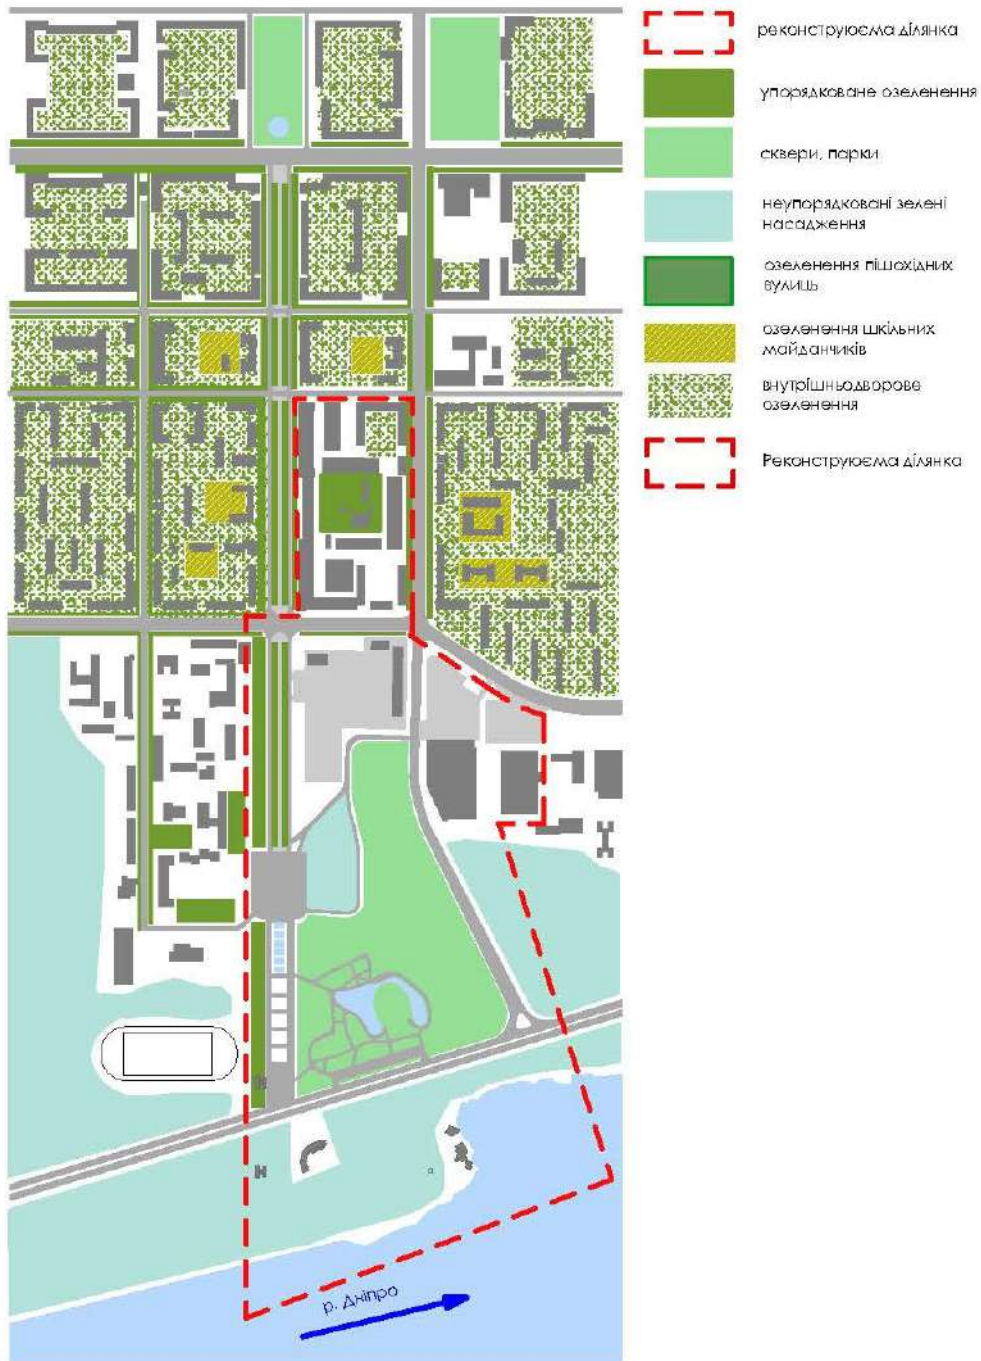 реконструюєма ділянка
упорядковане озеленення
сквери, парки
неупорядковані зелені
насадження
озеленення пішохідних
вулиць
озеленення шкільних
майданчиків
внутрішньодворове
озеленення
Реконструюєма ділянка
р. Дніпро